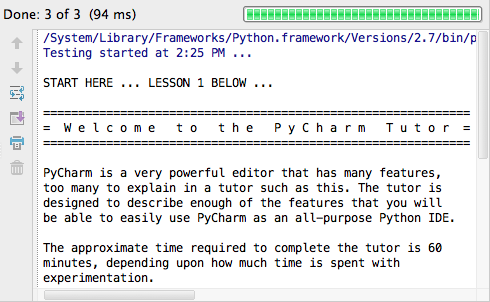 Done: 3 of 3 (94 ms)
/System/Library/Frameworks/Python.framework/Versions/2.7/bin/p
Testing started at 2:25 PM ...
START HERE ... LESSON 1 BELOW ...
=============================================================
= W e l c o m e   t o   t h e   P y C h a r m   T u t o r =
=============================================================
PyCharm is a very powerful editor that has many features,
too many to explain in a tutor such as this. The tutor is
designed to describe enough of the features that you will
be able to easily use PyCharm as an all-purpose Python IDE.
The approximate time required to complete the tutor is 60
minutes, depending upon how much time is spent with
experimentation.